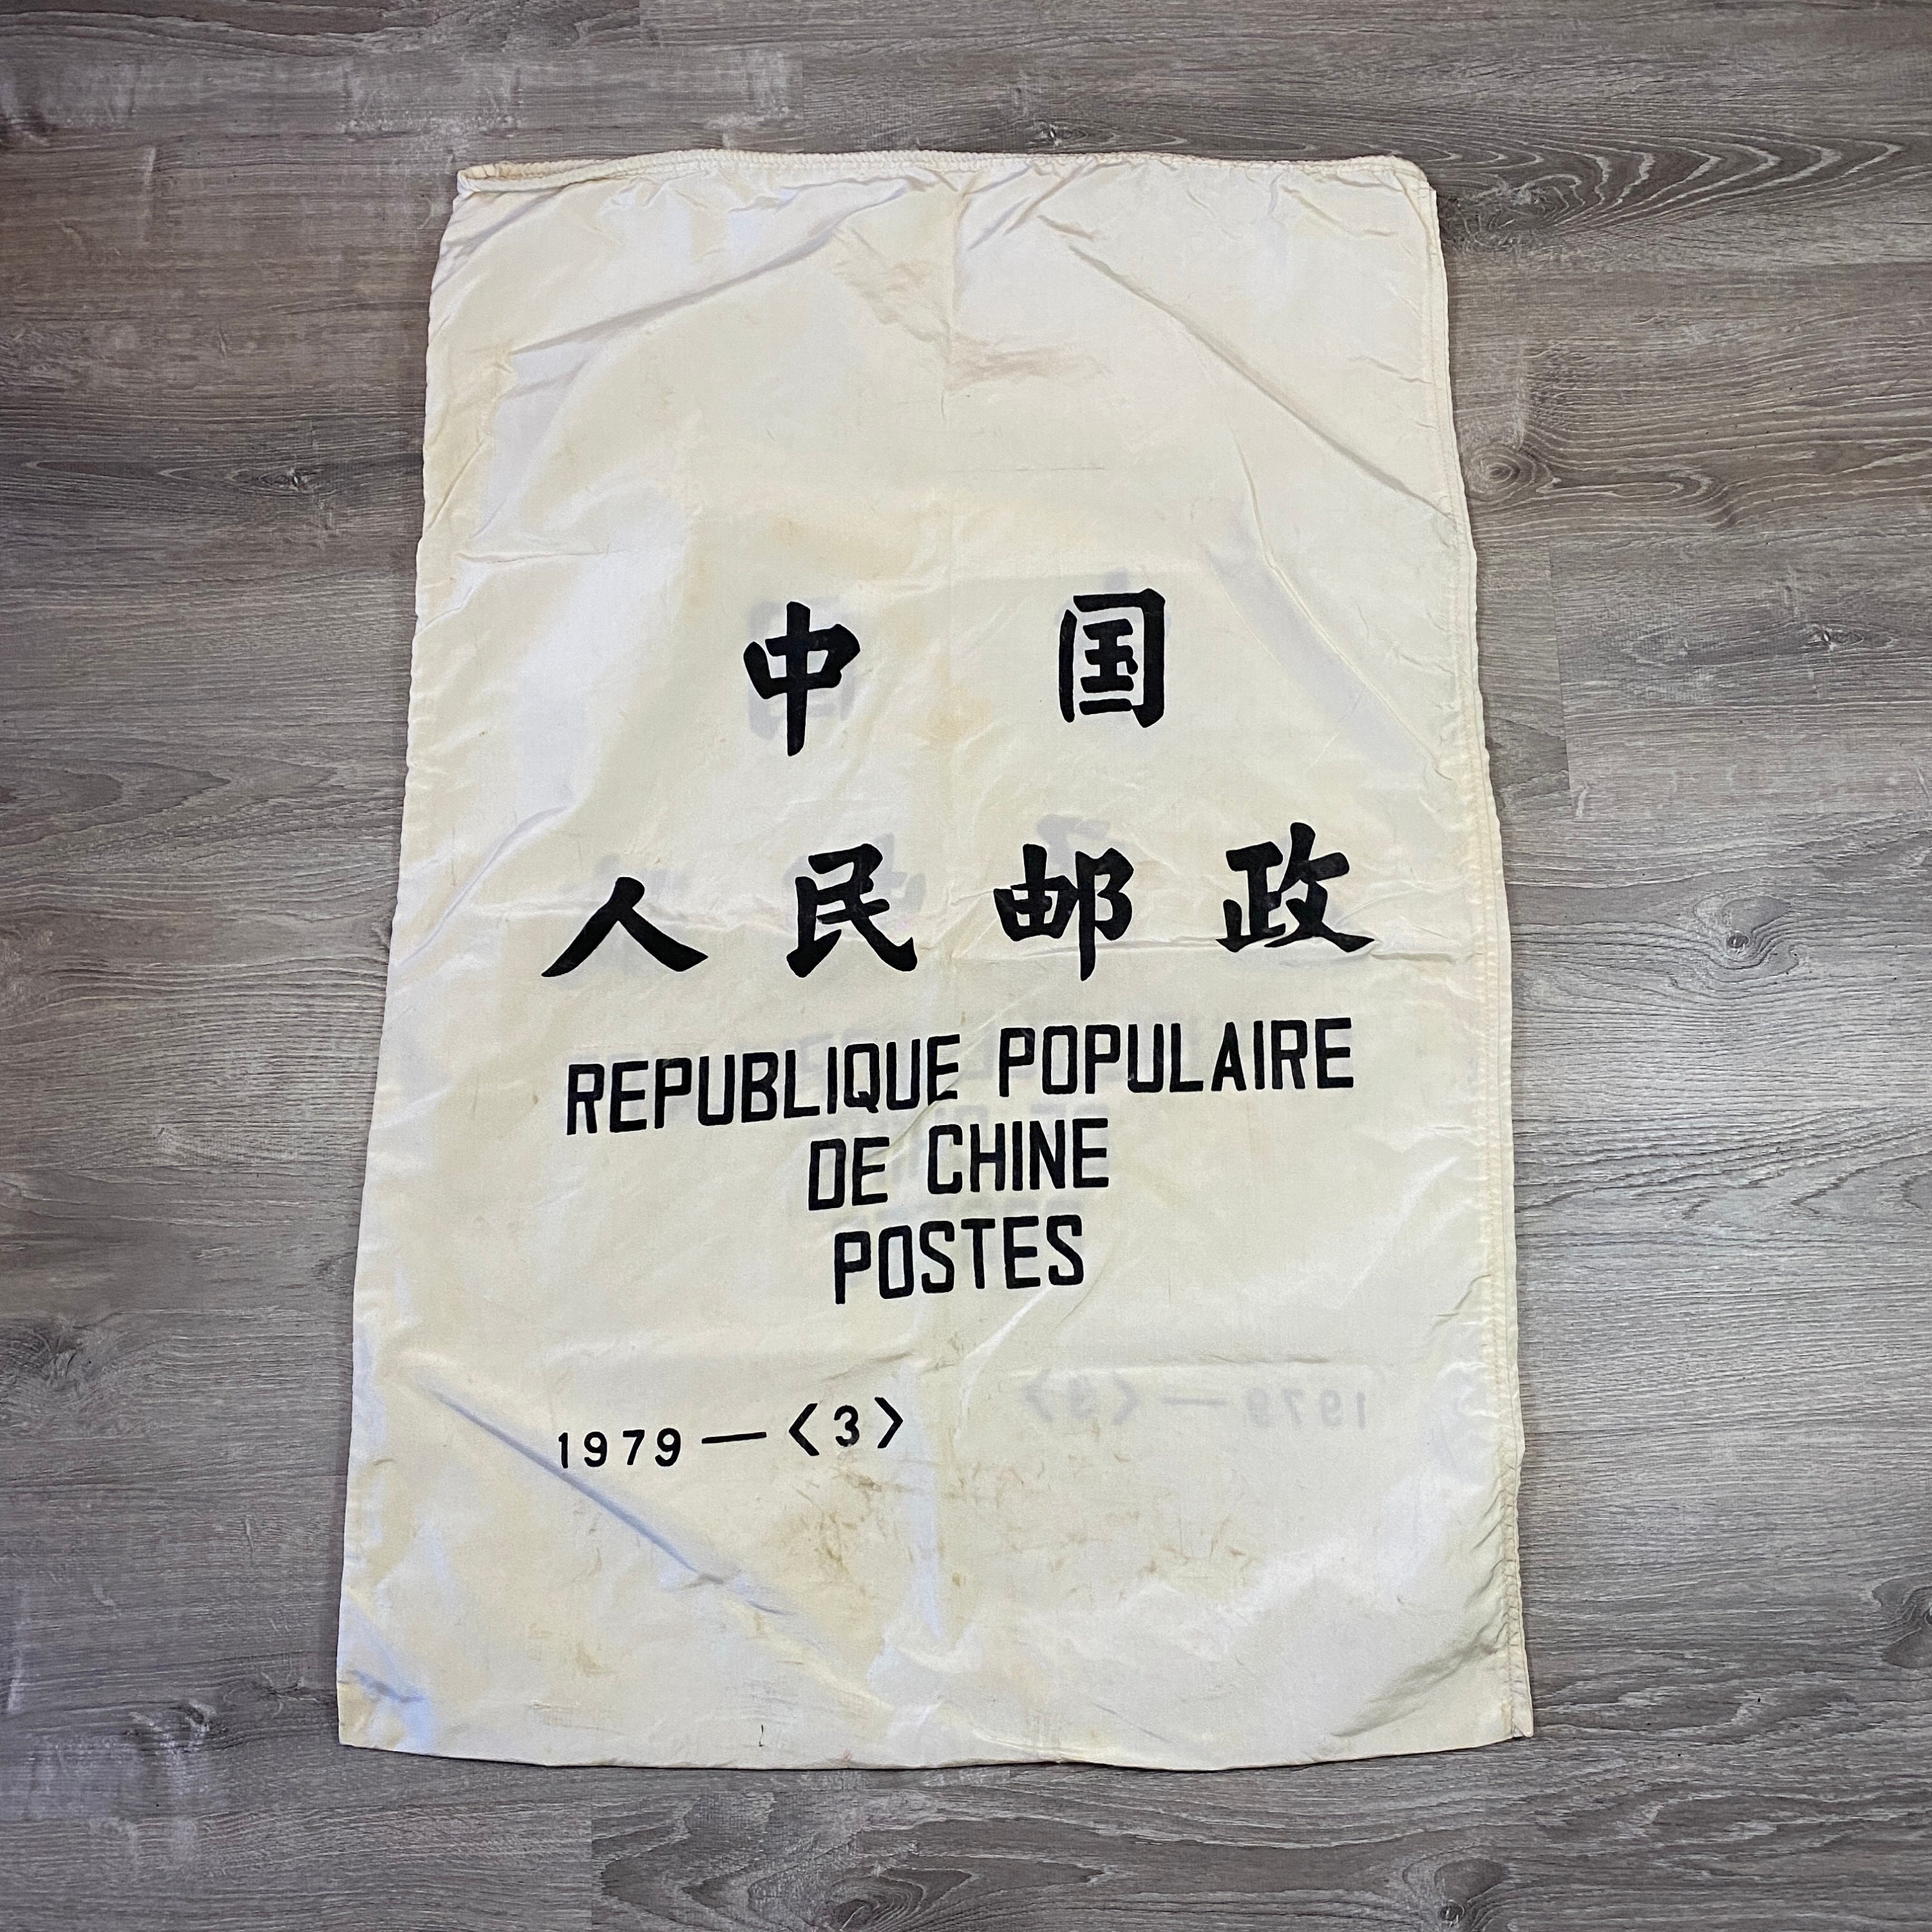 中国
人民邮政
REPUBLIQUE POPULAIRE
DE CHINE
POSTES
1979—〈3〉